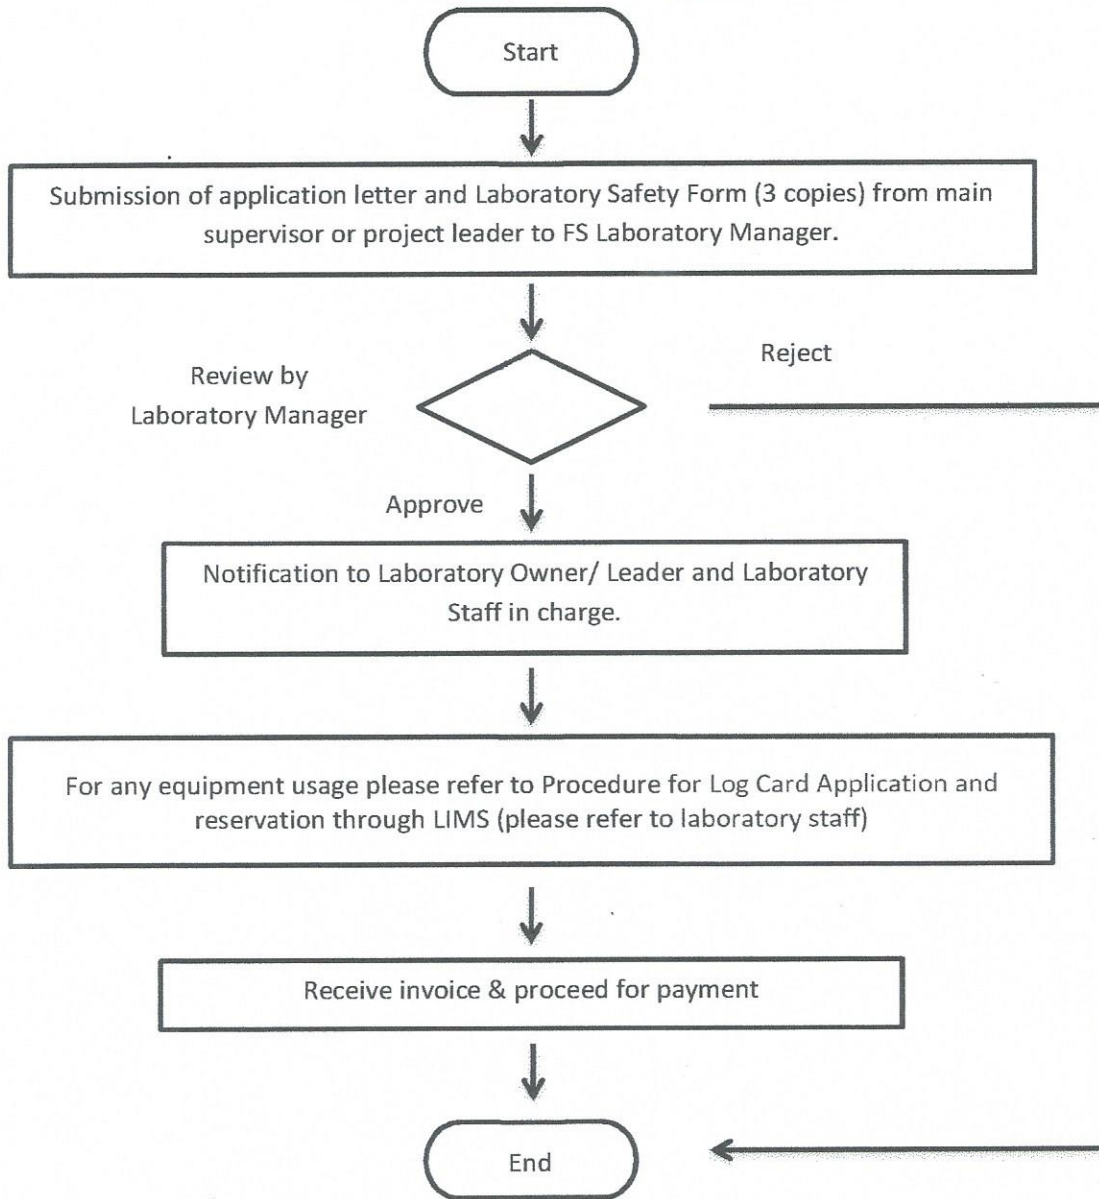 Start
Submission of application letter and Laboratory Safety Form (3 copies) from main
supervisor or project leader to FS Laboratory Manager.
Review by
Laboratory Manager
Reject
Approve
Notification to Laboratory Owner/ Leader and Laboratory
Staff in charge.
For any equipment usage please refer to Procedure for Log Card Application and
reservation through LIMS (please refer to laboratory staff)
Receive invoice & proceed for payment
End